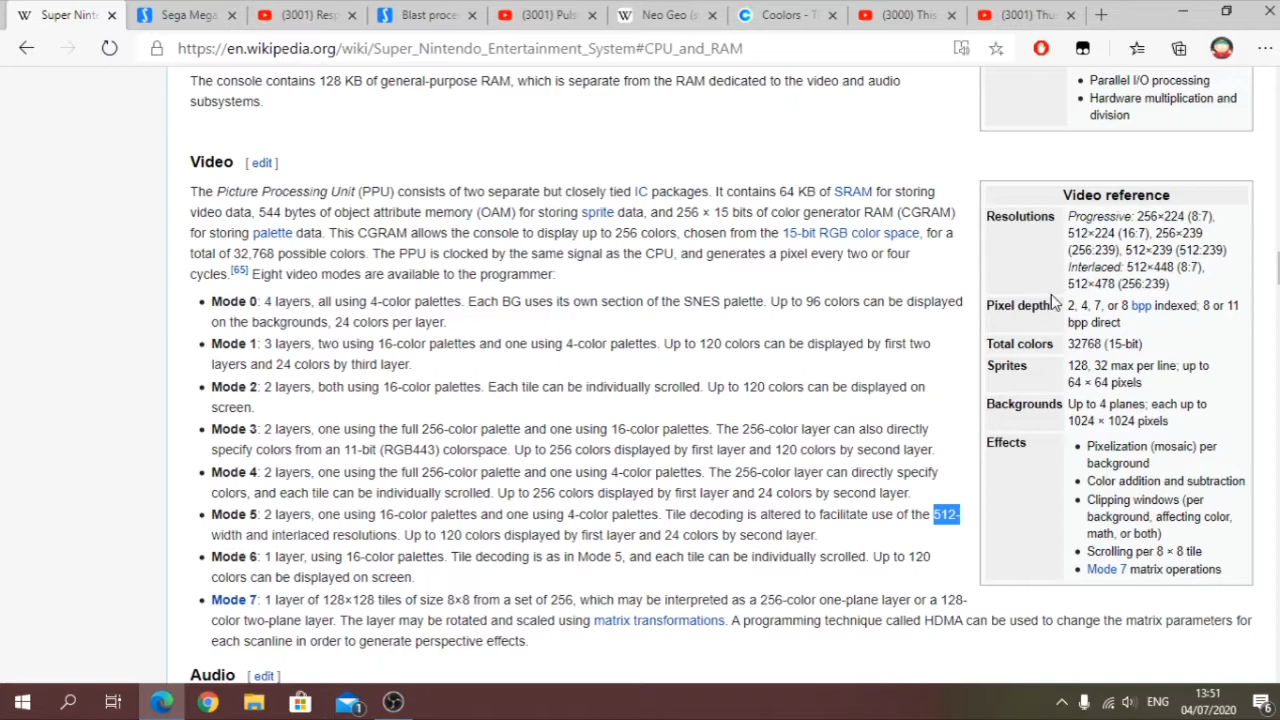 Super Nint
Sega Mega
(3001) Resp
Blast proce
(3001) Puls
Neo Geo (s
Coolors - T
(3000) This
(3001) Thu
https://en.wikipedia.org/wiki/Super_Nintendo_Entertainment_System#CPU_and_RAM
The console contains 128 KB of general-purpose RAM, which is separate from the RAM dedicated to the video and audio
subsystems.
Video [ edit ]
The Picture Processing Unit (PPU) consists of two separate but closely tied IC packages. It contains 64 KB of SRAM for storing
video data, 544 bytes of object attribute memory (OAM) for storing sprite data, and 256 × 15 bits of color generator RAM (CGRAM)
for storing palette data. This CGRAM allows the console to display up to 256 colors, chosen from the 15-bit RGB color space, for a
total of 32,768 possible colors. The PPU is clocked by the same signal as the CPU, and generates a pixel every two or four
cycles.[65] Eight video modes are available to the programmer:
• Mode 0: 4 layers, all using 4-color palettes. Each BG uses its own section of the SNES palette. Up to 96 colors can be displayed
on the backgrounds, 24 colors per layer.
• Mode 1: 3 layers, two using 16-color palettes and one using 4-color palettes. Up to 120 colors can be displayed by first two
layers and 24 colors by third layer.
• Mode 2: 2 layers, both using 16-color palettes. Each tile can be individually scrolled. Up to 120 colors can be displayed on
screen.
• Mode 3: 2 layers, one using the full 256-color palette and one using 16-color palettes. The 256-color layer can also directly
specify colors from an 11-bit (RGB443) colorspace. Up to 256 colors displayed by first layer and 120 colors by second layer.
• Mode 4: 2 layers, one using the full 256-color palette and one using 4-color palettes. The 256-color layer can directly specify
colors, and each tile can be individually scrolled. Up to 256 colors displayed by first layer and 24 colors by second layer.
• Mode 5: 2 layers, one using 16-color palettes and one using 4-color palettes. Tile decoding is altered to facilitate use of the 512-
width and interlaced resolutions. Up to 120 colors displayed by first layer and 24 colors by second layer.
• Mode 6: 1 layer, using 16-color palettes. Tile decoding is as in Mode 5, and each tile can be individually scrolled. Up to 120
colors can be displayed on screen.
• Mode 7: 1 layer of 128×128 tiles of size 8×8 from a set of 256, which may be interpreted as a 256-color one-plane layer or a 128-
color two-plane layer. The layer may be rotated and scaled using matrix transformations. A programming technique called HDMA can be used to change the matrix parameters for
each scanline in order to generate perspective effects.
Audio [ edit ]
• Parallel I/O processing
• Hardware multiplication and
division
Video reference
Resolutions Progressive: 256×224 (8:7),
512×224 (16:7), 256×239
(256:239), 512×239 (512:239)
Interlaced: 512×448 (8:7),
512×478 (256:239)
Pixel depth 2, 4, 7, or 8 bpp indexed; 8 or 11
bpp direct
Total colors 32768 (15-bit)
Sprites 128, 32 max per line; up to
64 × 64 pixels
Backgrounds Up to 4 planes; each up to
1024 × 1024 pixels
Effects • Pixelization (mosaic) per
background
• Color addition and subtraction
• Clipping windows (per
background, affecting color,
math, or both)
• Scrolling per 8 × 8 tile
• Mode 7 matrix operations
1
ENG
13:51
04/07/2020
6